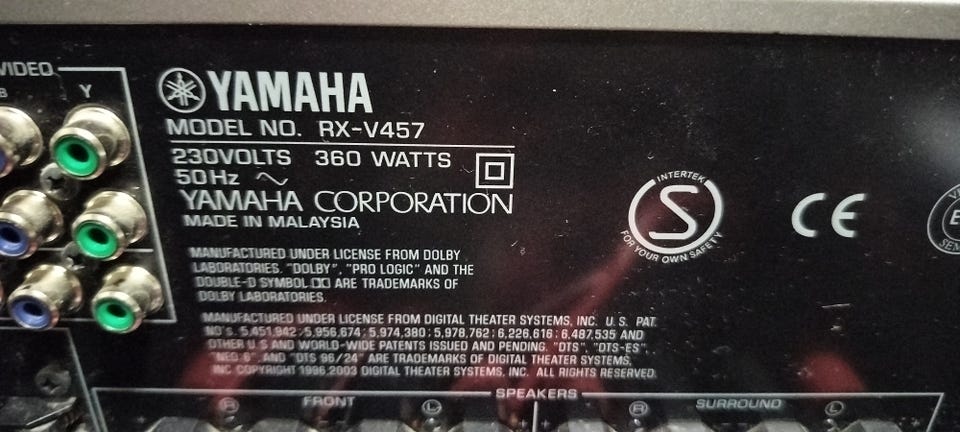 VIDEO
B
Y
YAMAHA
MODEL NO. RX-V457
230VOLTS 360 WATTS
50Hz ~
YAMAHA CORPORATION
MADE IN MALAYSIA
INTERTEK
S
FOR YOUR OWN SAFETY
CE
MANUFACTURED UNDER LICENSE FROM DOLBY
LABORATORIES. "DOLBY", "PRO LOGIC" AND THE
DOUBLE-D SYMBOL ARE TRADEMARKS OF
DOLBY LABORATORIES.
MANUFACTURED UNDER LICENSE FROM DIGITAL THEATER SYSTEMS, INC. U.S. PAT.
NO's. 5,451,942; 5,956,674; 5,974,380; 5,978,762; 6,226,616; 6,487,535 AND
OTHER U.S AND WORLD-WIDE PATENTS ISSUED AND PENDING. "DTS", "DTS-ES",
"NEO 6", AND "DTS 96/24" ARE TRADEMARKS OF DIGITAL THEATER SYSTEMS,
INC COPYRIGHT 1996,2003 DIGITAL THEATER SYSTEMS, INC. ALL RIGHTS RESERVED.
SPEAKERS
R FRONT L
R SURROUND L